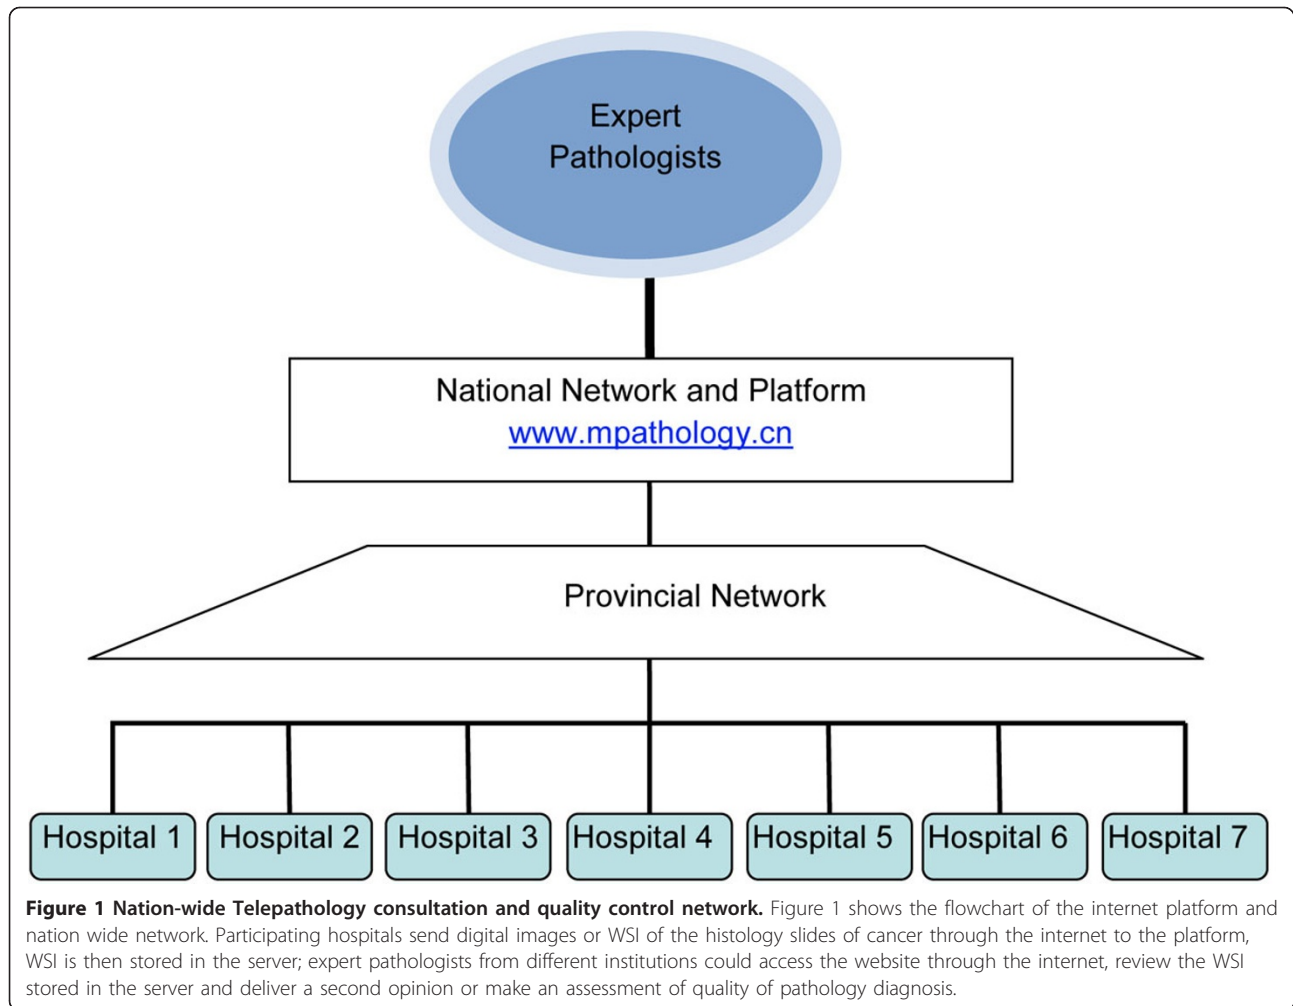 Expert
Pathologists
National Network and Platform
www.mpathology.cn
Provincial Network
Hospital 1
Hospital 2
Hospital 3
Hospital 4
Hospital 5
Hospital 6
Hospital 7
Figure 1 Nation-wide Telepathology consultation and quality control network. Figure 1 shows the flowchart of the internet platform and
nation wide network. Participating hospitals send digital images or WSI of the histology slides of cancer through the internet to the platform,
WSI is then stored in the server; expert pathologists from different institutions could access the website through the internet, review the WSI
stored in the server and deliver a second opinion or make an assessment of quality of pathology diagnosis.